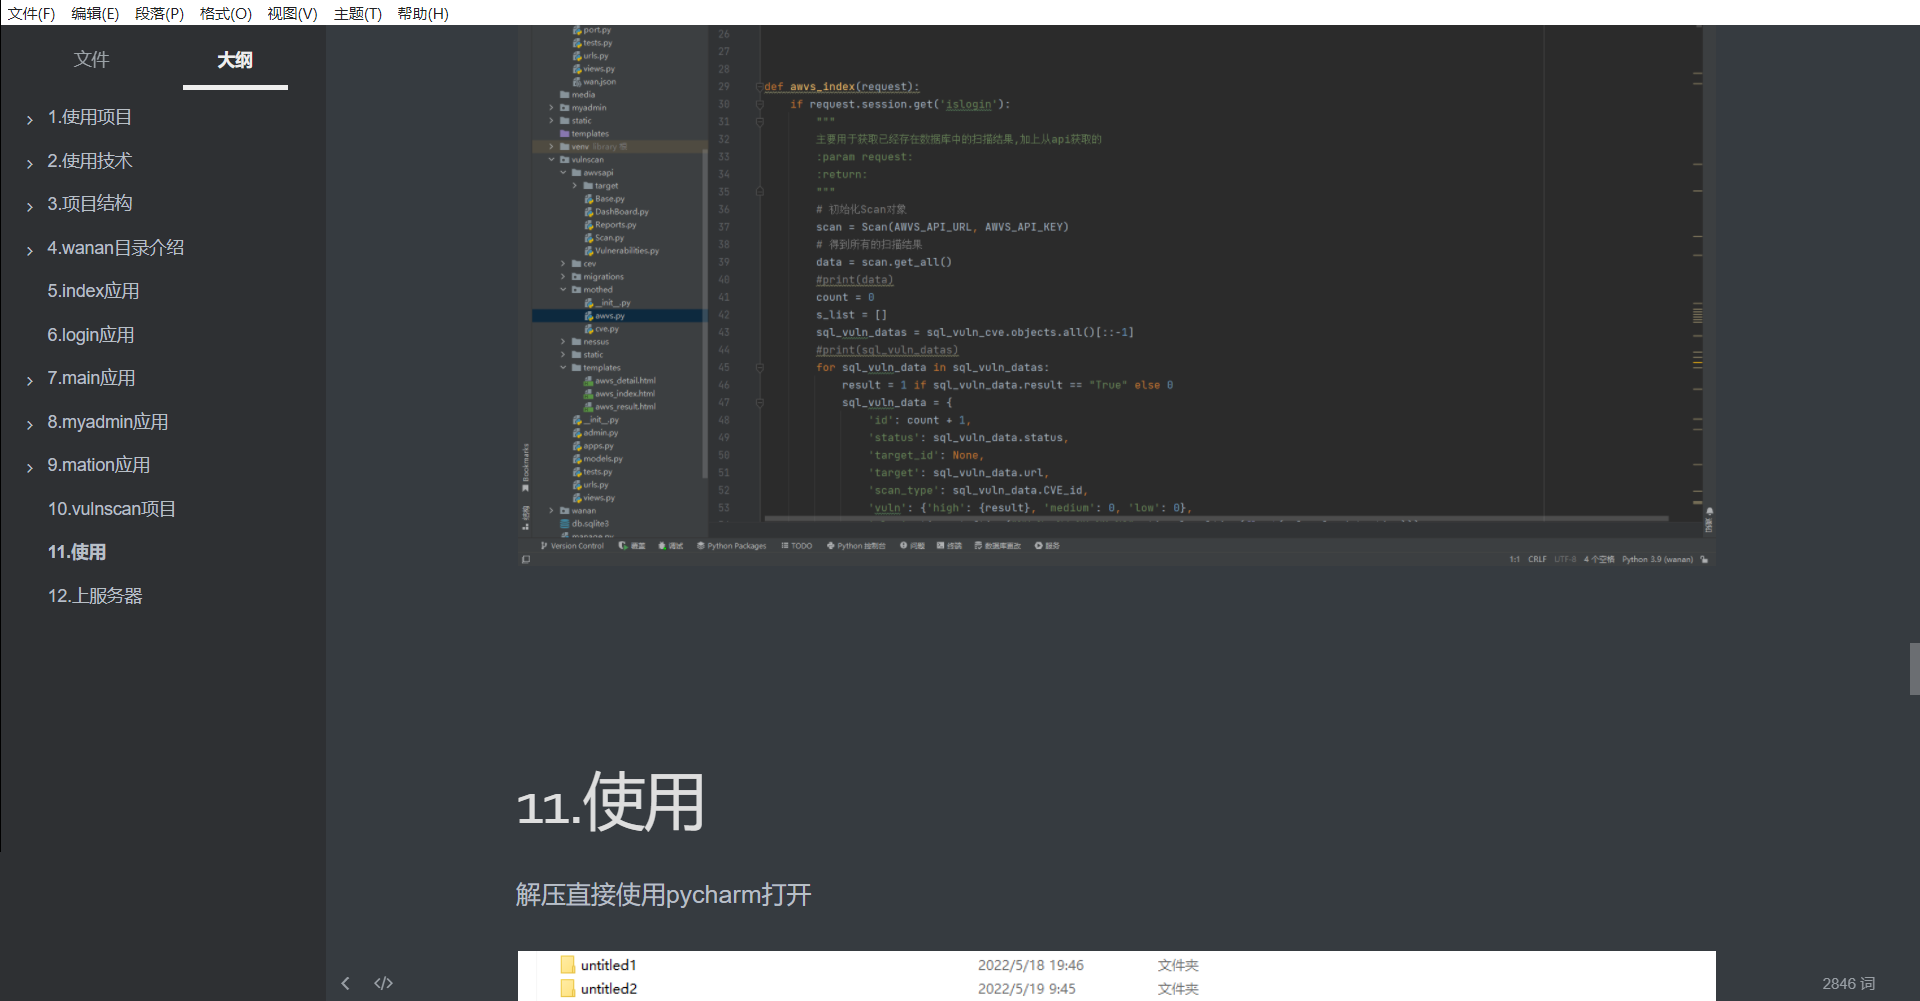 文件(F) 编辑(E) 段落(P) 格式(O) 视图(V) 主题(T) 帮助(H)
文件 大纲
1.使用项目
2.使用技术
3.项目结构
4.wanan目录介绍
5.index应用
6.login应用
7.main应用
8.myadmin应用
9.mation应用
10.vulnscan项目
11.使用
12.上服务器
port.py
tests.py
urls.py
views.py
wan.json
media
myadmin
static
templates
venv library 根
vulnscan
awvsapi
target
Base.py
DashBoard.py
Reports.py
Scan.py
Vulnerabilities.py
cev
migrations
mothed
__init__.py
awvs.py
cve.py
nessus
static
templates
awvs_detail.html
awvs_index.html
awvs_result.html
__init__.py
admin.py
apps.py
models.py
tests.py
urls.py
views.py
wanan
db.sqlite3
manage.py
Bookmarks
结构
26
27
28
29 def awvs_index(request):
30 if request.session.get('islogin'):
31 """
32 主要用于获取已经存在数据库中的扫描结果,加上从api获取的
33 :param request:
34 :return:
35 """
36 # 初始化Scan对象
37 scan = Scan(AWVS_API_URL, AWVS_API_KEY)
38 # 得到所有的扫描结果
39 data = scan.get_all()
40 #print(data)
41 count = 0
42 s_list = []
43 sql_vuln_datas = sql_vuln_cve.objects.all()[::-1]
44 #print(sql_vuln_datas)
45 for sql_vuln_data in sql_vuln_datas:
46 result = 1 if sql_vuln_data.result == "True" else 0
47 sql_vuln_data = {
48 'id': count + 1,
49 'status': sql_vuln_data.status,
50 'target_id': None,
51 'target': sql_vuln_data.url,
52 'scan_type': sql_vuln_data.CVE_id,
53 'vuln': {'high': {result}, 'medium': 0, 'low': 0},
通知
Version Control 覆盖 调试 Python Packages TODO Python 控制台 问题 终端 数据库更改 服务
1:1 CRLF UTF-8 4 个空格 Python 3.9 (wanan)
11.使用
解压直接使用pycharm打开
untitled1 2022/5/18 19:46 文件夹
untitled2 2022/5/19 9:45 文件夹
</> 2846 词